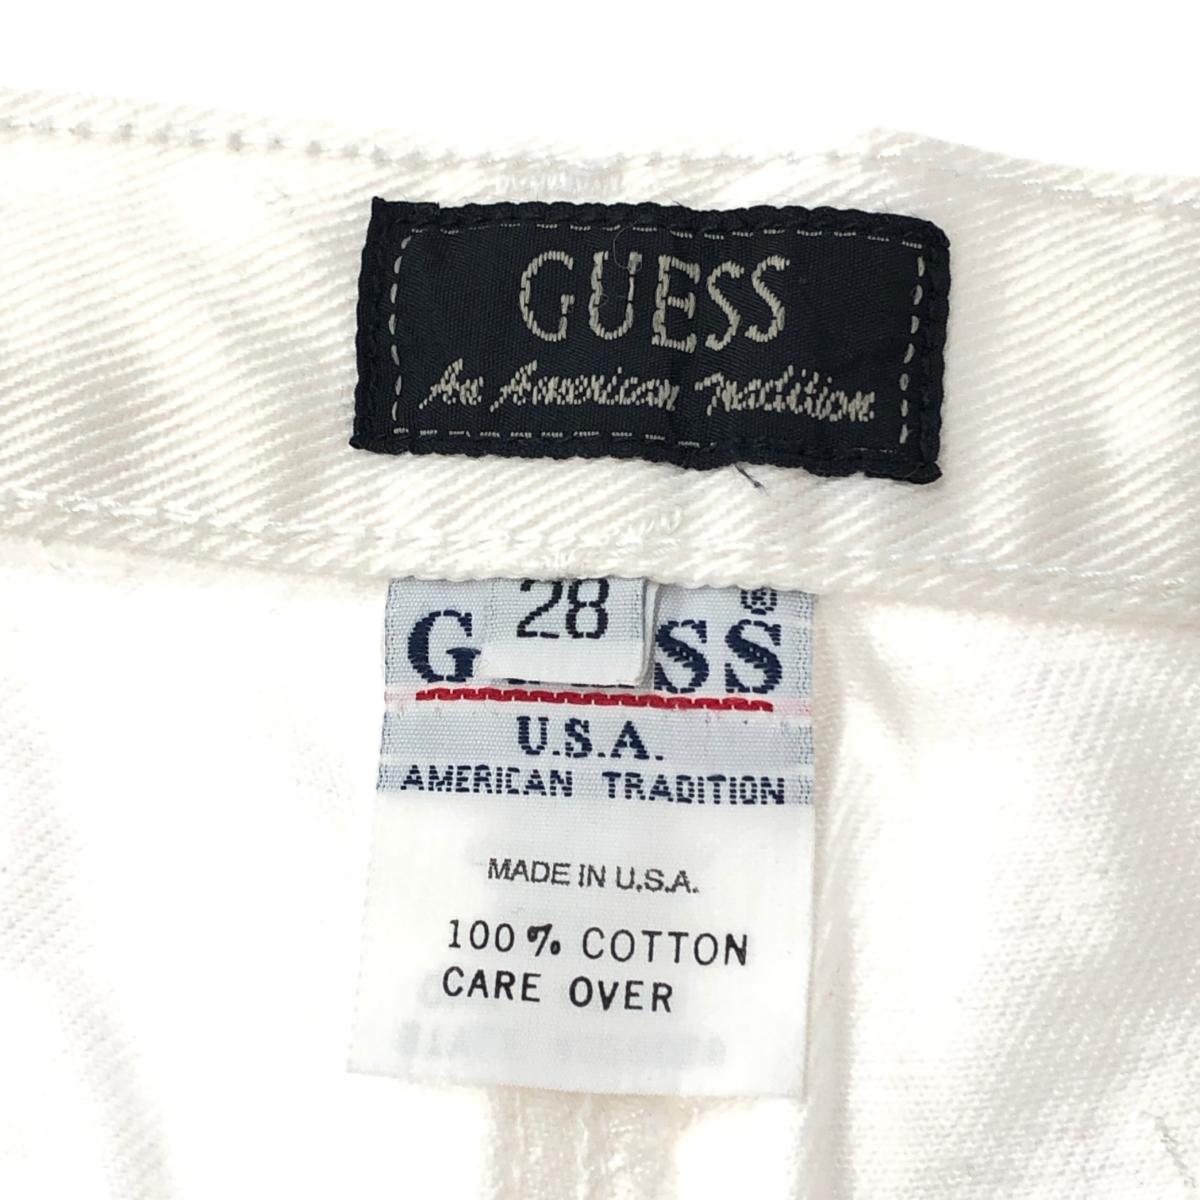 GUESS
An American Tradition
28
G SS ®
U.S.A.
AMERICAN TRADITION
MADE IN U.S.A.
100% COTTON
CARE OVER